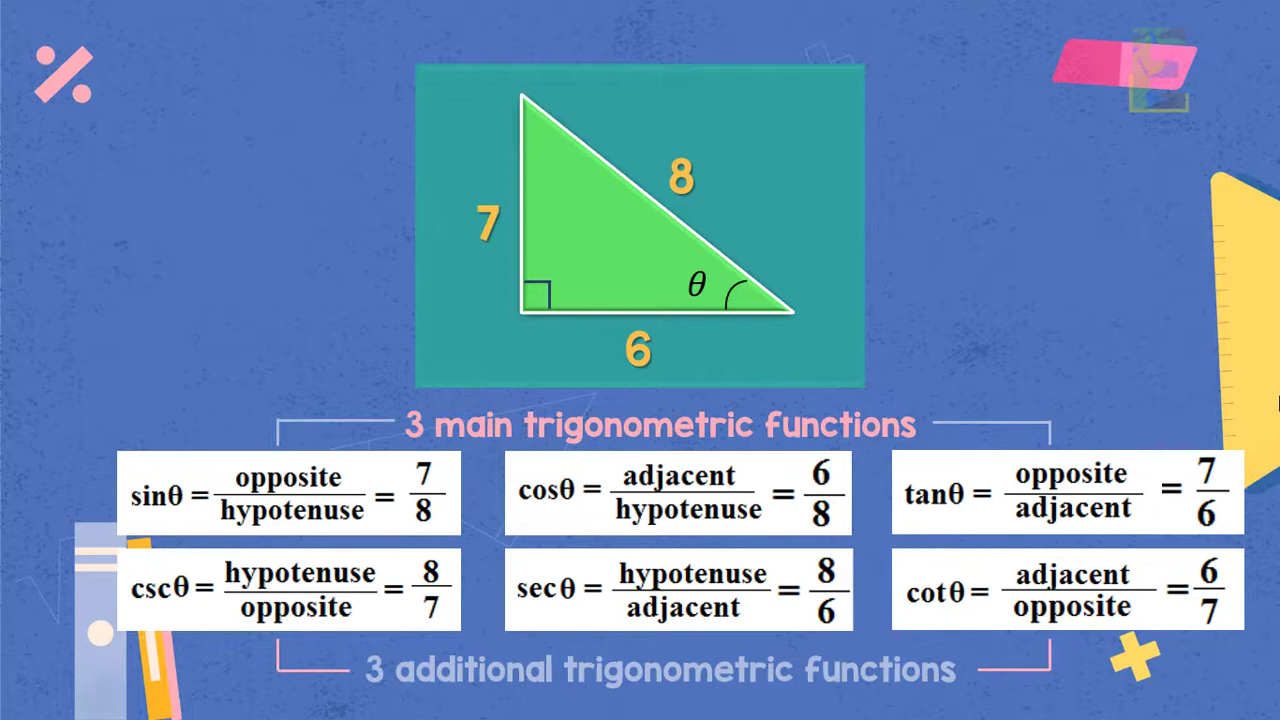 8
7
θ
6
3 main trigonometric functions
sinθ = opposite / hypotenuse = 7/8
cosθ = adjacent / hypotenuse = 6/8
tanθ = opposite / adjacent = 7/6
cscθ = hypotenuse / opposite = 8/7
secθ = hypotenuse / adjacent = 8/6
cotθ = adjacent / opposite = 6/7
3 additional trigonometric functions